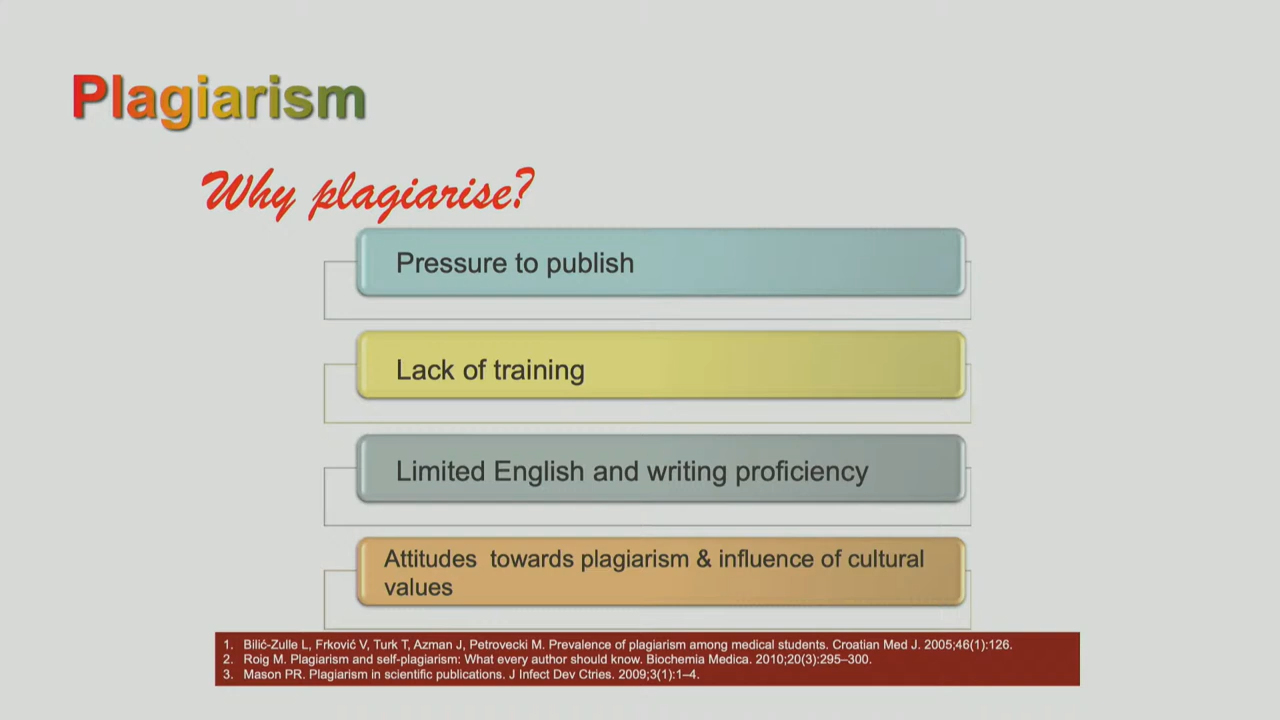 Plagiarism
Why plagiarise?
Pressure to publish
Lack of training
Limited English and writing proficiency
Attitudes towards plagiarism & influence of cultural
values
1. Bilić-Zulle L, Frković V, Turk T, Azman J, Petrovecki M. Prevalence of plagiarism among medical students. Croatian Med J. 2005;46(1):126.
2. Roig M. Plagiarism and self-plagiarism: What every author should know. Biochemia Medica. 2010;20(3):295–300.
3. Mason PR. Plagiarism in scientific publications. J Infect Dev Ctries. 2009;3(1):1–4.